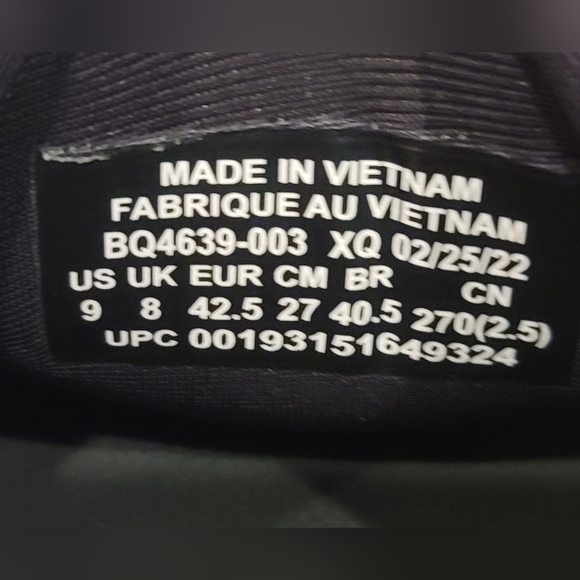 MADE IN VIETNAM
FABRIQUE AU VIETNAM
BQ4639-003 XQ 02/25/22
US UK EUR CM BR CN
9 8 42.5 27 40.5 270(2.5)
UPC 00193151649324